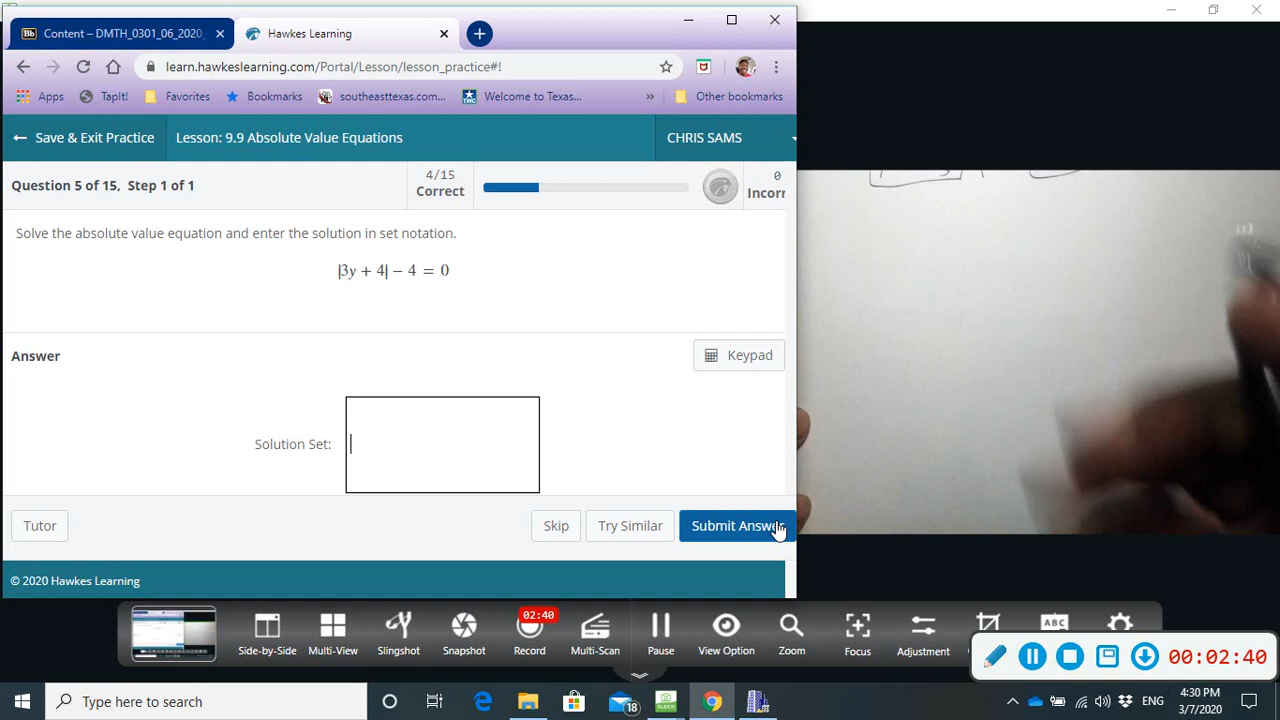 Content – DMTH_0301_06_2020_
Hawkes Learning
learn.hawkeslearning.com/Portal/Lesson/lesson_practice#!
Apps
TapIt!
Favorites
Bookmarks
southeasttexas.com...
Welcome to Texas...
»
Other bookmarks
← Save & Exit Practice
Lesson: 9.9 Absolute Value Equations
CHRIS SAMS
Question 5 of 15, Step 1 of 1
4/15
Correct
0
Incorr
Solve the absolute value equation and enter the solution in set notation.
|3y + 4| − 4 = 0
Answer
Keypad
Solution Set:
Tutor
Skip
Try Similar
Submit Answer
© 2020 Hawkes Learning
Side-by-Side
Multi-View
Slingshot
Snapshot
02:40
Record
Multi-Scan
Pause
View Option
Zoom
Focus
Adjustment
ABC
00:02:40
Type here to search
18
ENG
4:30 PM
3/7/2020